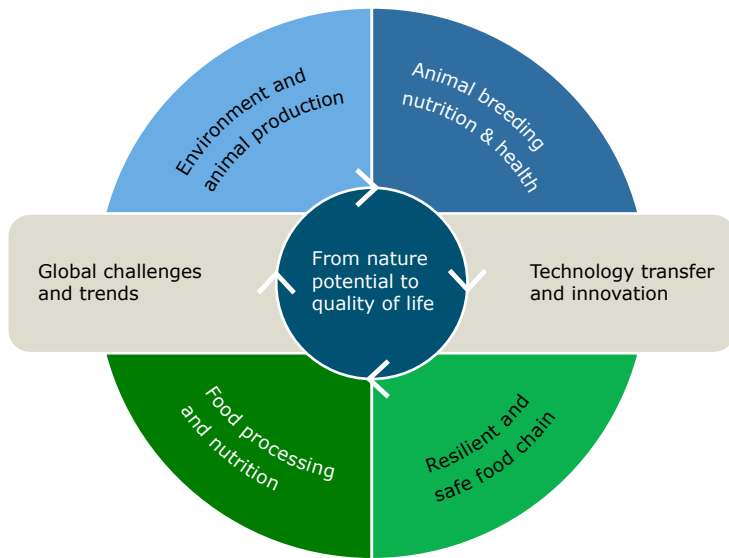 Environment and
animal production
Animal breeding
nutrition & health
Global challenges
and trends
From nature
potential to
quality of life
Technology transfer
and innovation
Food processing
and nutrition
Resilient and
safe food chain